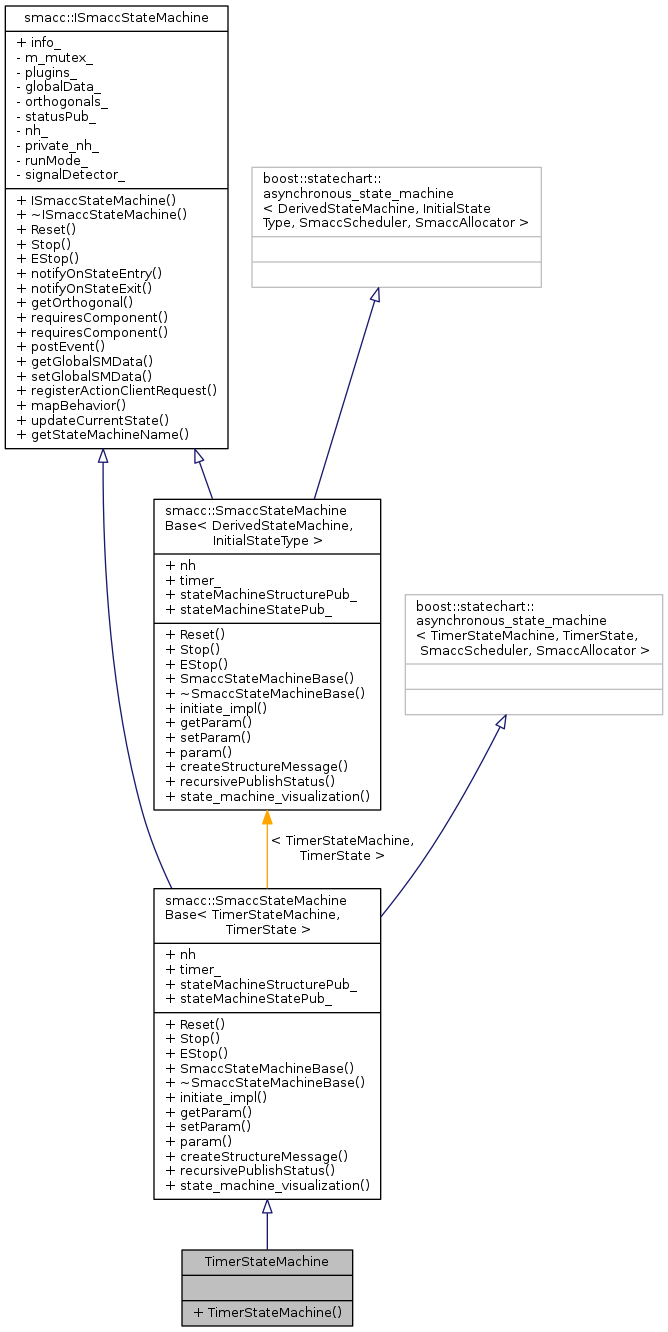 smacc::ISmaccStateMachine
+ info_
- m_mutex_
- plugins_
- globalData_
- orthogonals_
- statusPub_
- nh_
- private_nh_
- runMode_
- signalDetector_
+ ISmaccStateMachine()
+ ~ISmaccStateMachine()
+ Reset()
+ Stop()
+ EStop()
+ notifyOnStateEntry()
+ notifyOnStateExit()
+ getOrthogonal()
+ requiresComponent()
+ requiresComponent()
+ postEvent()
+ getGlobalSMData()
+ setGlobalSMData()
+ registerActionClientRequest()
+ mapBehavior()
+ updateCurrentState()
+ getStateMachineName()
boost::statechart::
asynchronous_state_machine
< DerivedStateMachine, InitialState
Type, SmaccScheduler, SmaccAllocator >
smacc::SmaccStateMachine
Base< DerivedStateMachine,
InitialStateType >
+ nh
+ timer_
+ stateMachineStructurePub_
+ stateMachineStatePub_
+ Reset()
+ Stop()
+ EStop()
+ SmaccStateMachineBase()
+ ~SmaccStateMachineBase()
+ initiate_impl()
+ getParam()
+ setParam()
+ param()
+ createStructureMessage()
+ recursivePublishStatus()
+ state_machine_visualization()
boost::statechart::
asynchronous_state_machine
< TimerStateMachine, TimerState,
SmaccScheduler, SmaccAllocator >
< TimerStateMachine,
TimerState >
smacc::SmaccStateMachine
Base< TimerStateMachine,
TimerState >
+ nh
+ timer_
+ stateMachineStructurePub_
+ stateMachineStatePub_
+ Reset()
+ Stop()
+ EStop()
+ SmaccStateMachineBase()
+ ~SmaccStateMachineBase()
+ initiate_impl()
+ getParam()
+ setParam()
+ param()
+ createStructureMessage()
+ recursivePublishStatus()
+ state_machine_visualization()
TimerStateMachine
+ TimerStateMachine()